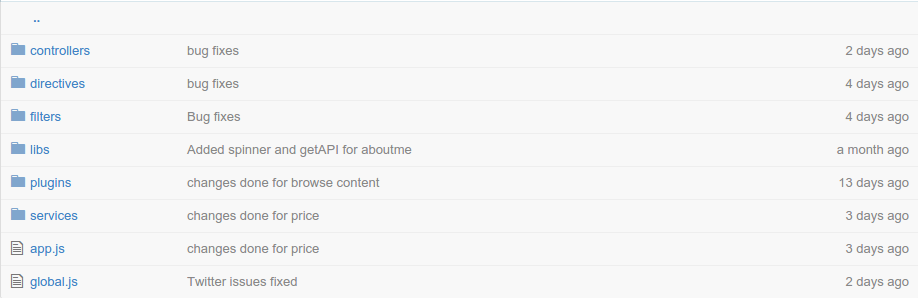 ..
controllers bug fixes 2 days ago
directives bug fixes 4 days ago
filters Bug fixes 4 days ago
libs Added spinner and getAPI for aboutme a month ago
plugins changes done for browse content 13 days ago
services changes done for price 3 days ago
app.js changes done for price 3 days ago
global.js Twitter issues fixed 2 days ago